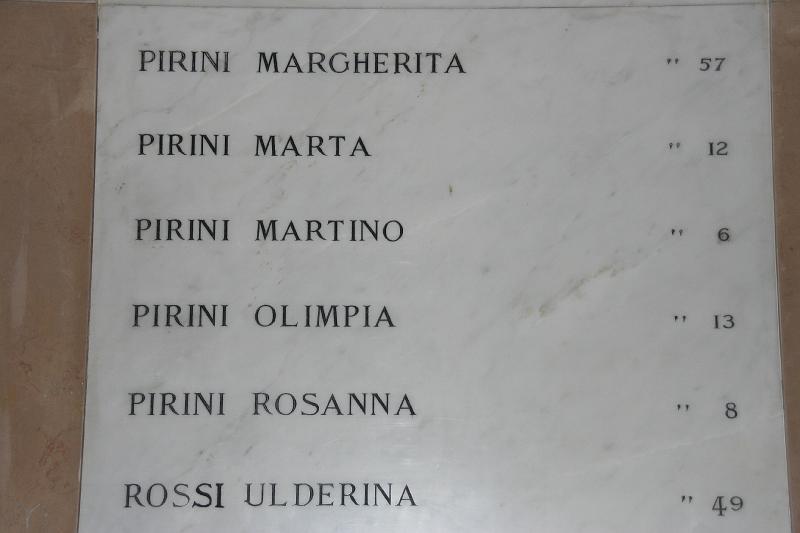 PIRINI MARGHERITA " 57
PIRINI MARTA " 12
PIRINI MARTINO " 6
PIRINI OLIMPIA " 13
PIRINI ROSANNA " 8
ROSSI ULDERINA " 49